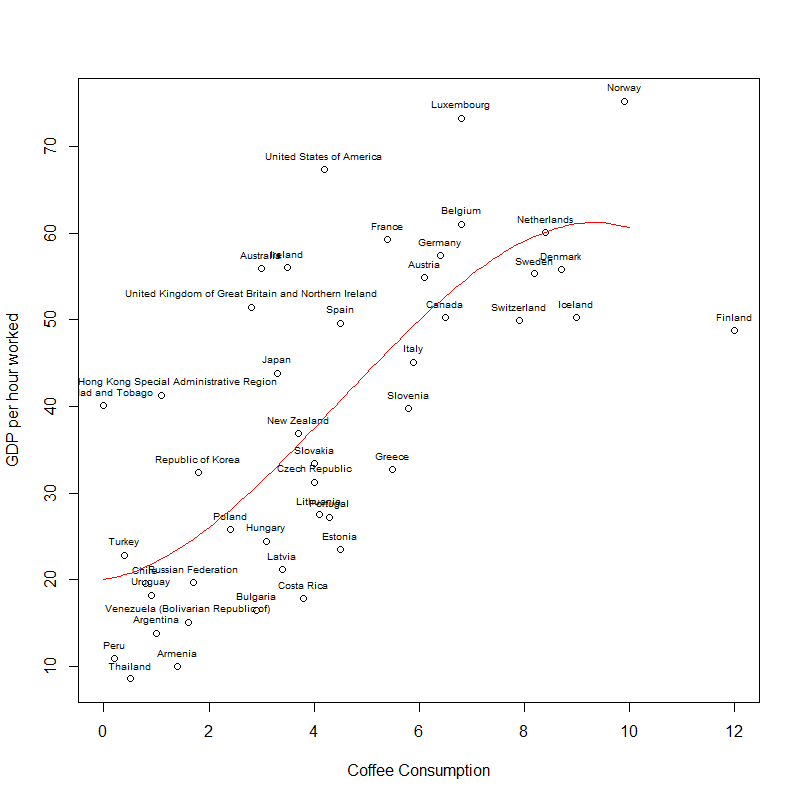 Norway
Luxembourg
70
United States of America
Belgium
Netherlands
France
60
Germany
Australia
Ireland
Denmark
Sweden
Austria
United Kingdom of Great Britain and Northern Ireland
Canada
Iceland
Spain
Switzerland
50
Finland
Italy
Japan
Hong Kong Special Administrative Region
ad and Tobago
Slovenia
40
GDP per hour worked
New Zealand
Slovakia
Greece
Republic of Korea
Czech Republic
30
Lithuania
Portugal
Poland
Hungary
Estonia
Turkey
Latvia
Chile
Russian Federation
20
Uruguay
Costa Rica
Bulgaria
Venezuela (Bolivarian Republic of)
Argentina
Peru
Armenia
Thailand
10
0 2 4 6 8 10 12
Coffee Consumption